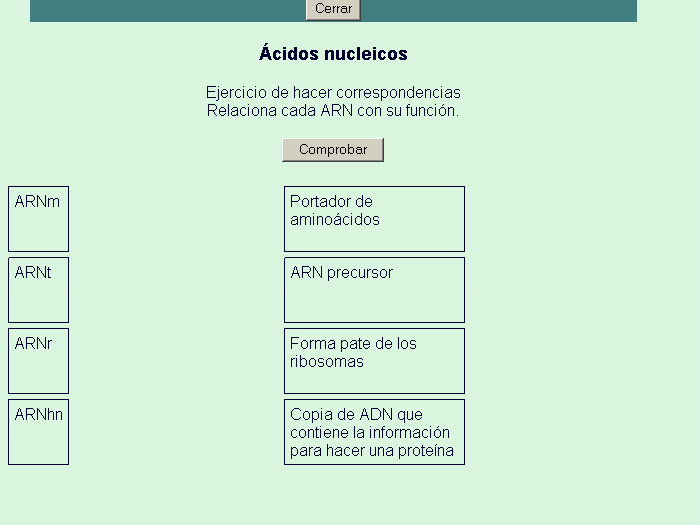 Cerrar
Ácidos nucleicos
Ejercicio de hacer correspondencias
Relaciona cada ARN con su función.
Comprobar
ARNm
Portador de
aminoácidos
ARNt
ARN precursor
ARNr
Forma pate de los
ribosomas
ARNhn
Copia de ADN que
contiene la información
para hacer una proteína